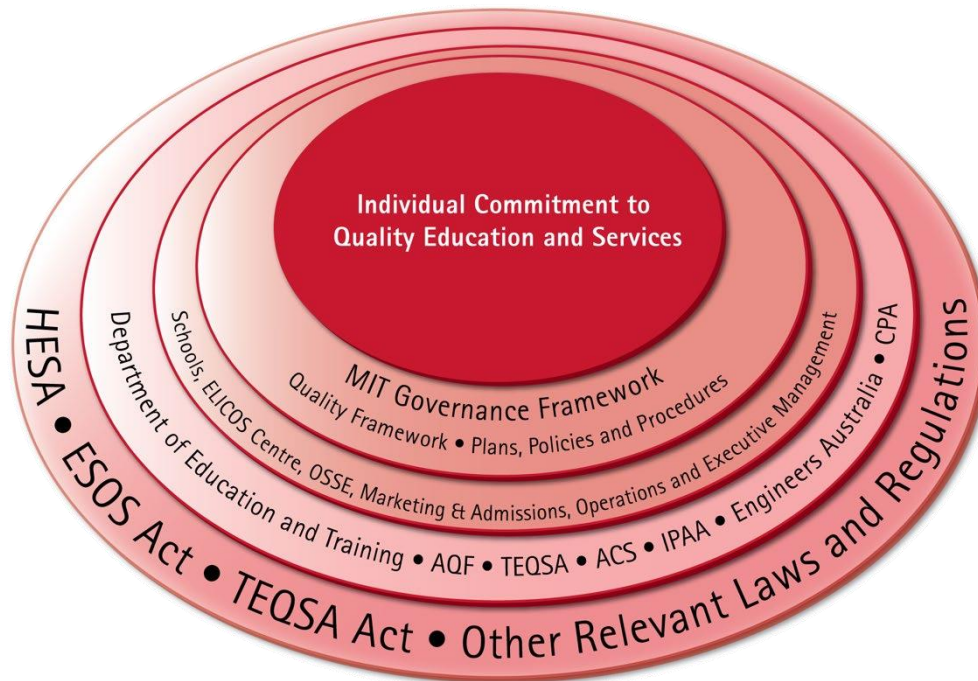 Individual Commitment to
Quality Education and Services
MIT Governance Framework
Quality Framework • Plans, Policies and Procedures
Schools, ELICOS Centre, OSSE, Marketing & Admissions, Operations and Executive Management
Department of Education and Training • AQF • TEQSA • ACS • IPAA • Engineers Australia • CPA
HESA • ESOS Act • TEQSA Act • Other Relevant Laws and Regulations